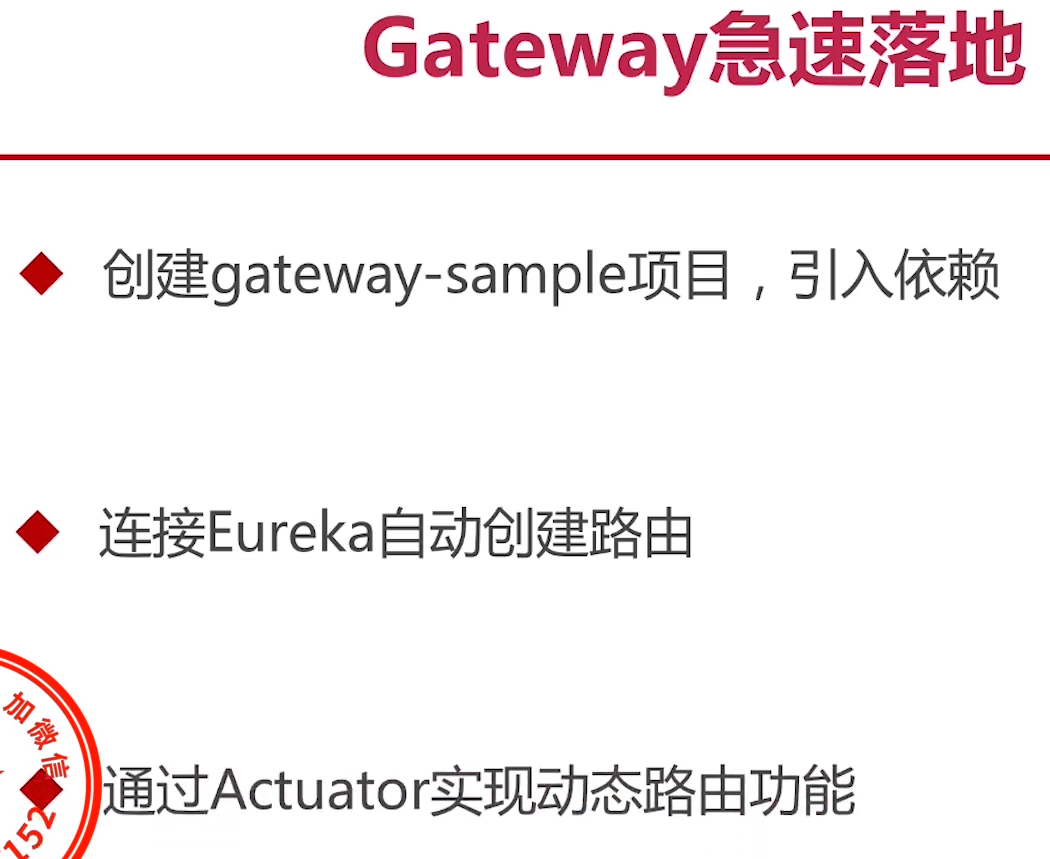 Gateway急速落地
创建gateway-sample项目，引入依赖
连接Eureka自动创建路由
加微信
通过Actuator实现动态路由功能
152